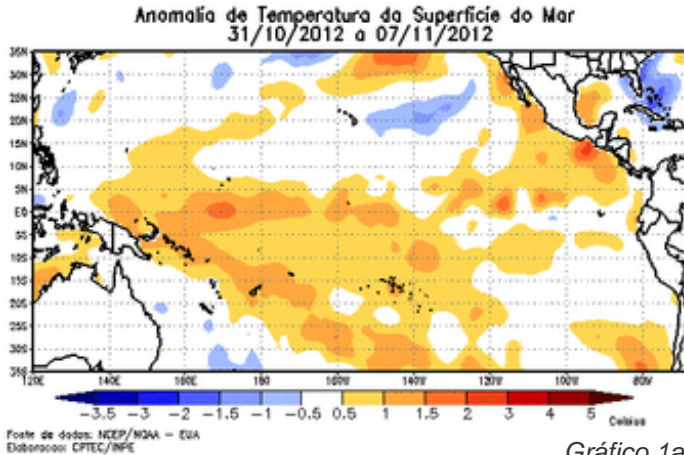 Anomalia de Temperatura da Superficie do Mar
31/10/2012 a 07/11/2012
35N
30N
25N
20N
15N
10N
5N
EQ
5S
10S
15S
20S
25S
30S
35S
120E 140E 160E 180 160W 140W 120W 100W 80W
-3.5 -3 -2 -1.5 -1 -0.5 0.5 1 1.5 2 3 4 5
Celsius
Fonte de dados: NCEP/NOAA - EUA
Elaboracao: CPTEC/INPE
Gráfico 1a